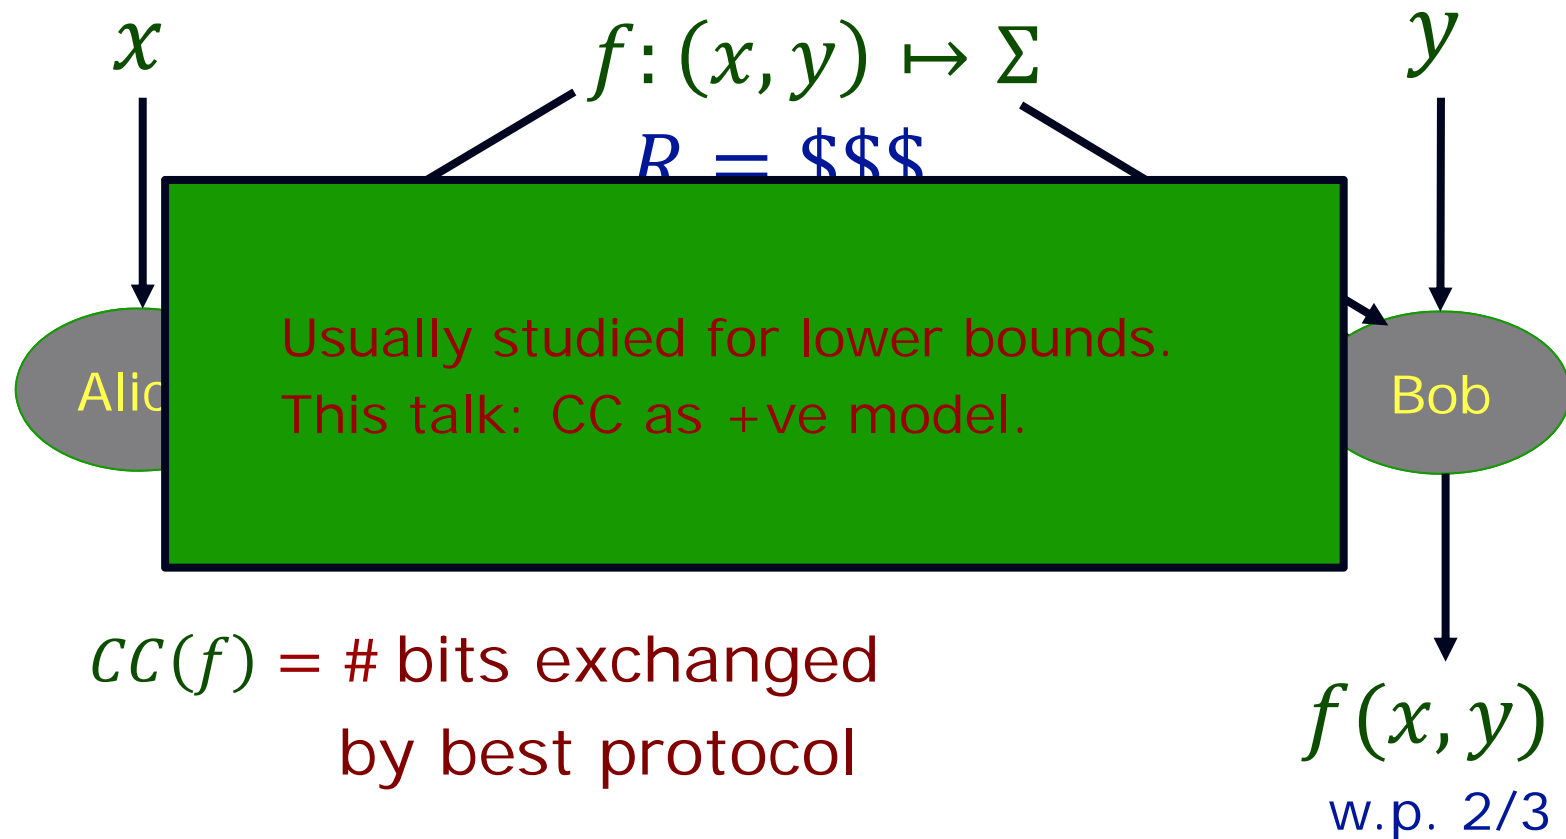 x
f: (x, y) ↦ Σ
y
R = $$$
Usually studied for lower bounds.
This talk: CC as +ve model.
Bob
CC(f) = # bits exchanged
by best protocol
f(x, y)
w.p. 2/3